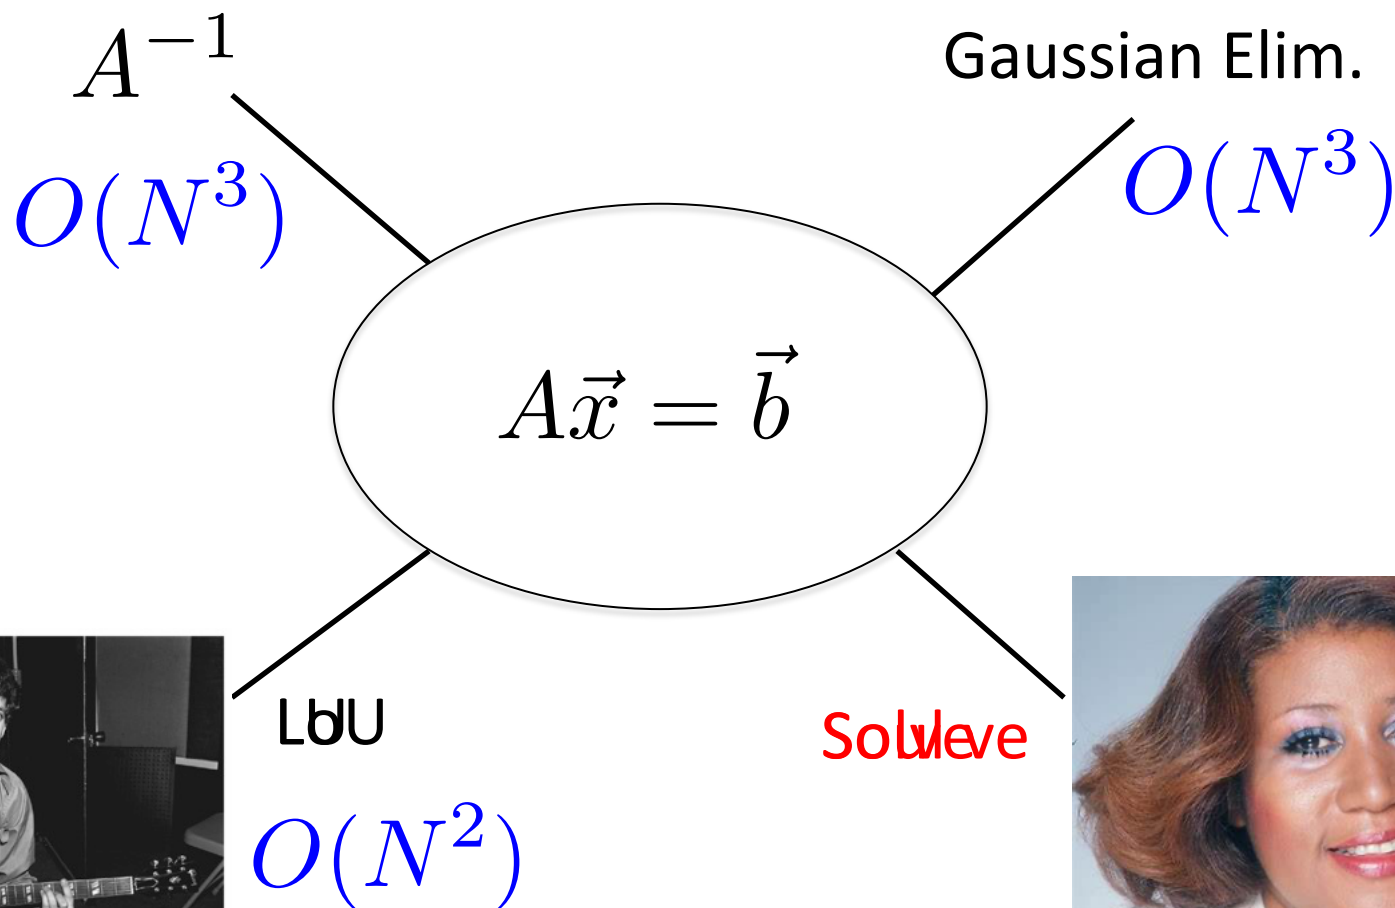 A^{-1}
Gaussian Elim.
O(N^3)
O(N^3)
A\vec{x} = \vec{b}
O(N^2)